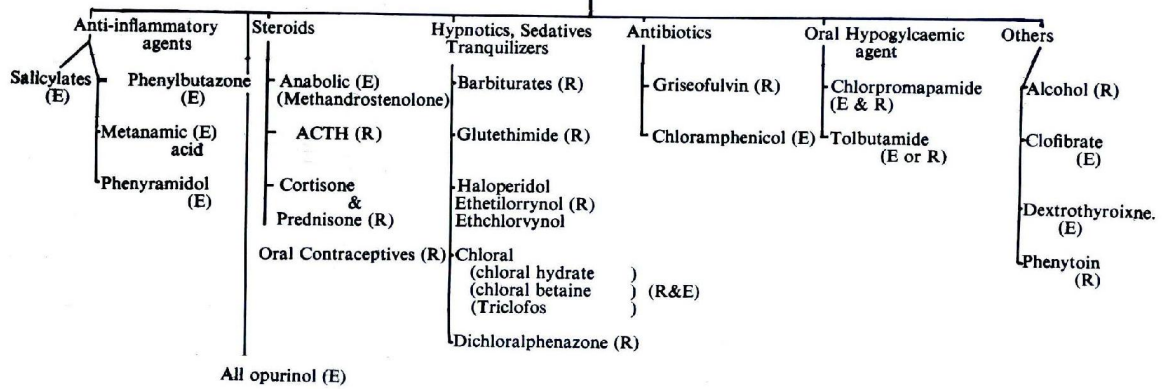 Anti-inflammatory
agents
Salicylates
(E)
Phenylbutazone
(E)
Metanamic (E)
acid
Phenyramidol
(E)
Steroids
Anabolic (E)
(Methandrostenolone)
ACTH (R)
Cortisone
&
Prednisone (R)
Oral Contraceptives (R)
Hypnotics, Sedatives
Tranquilizers
Barbiturates (R)
Glutethimide (R)
Haloperidol
Ethetilorrynol (R)
Ethchlorvynol
Chloral
(chloral hydrate )
(chloral betaine ) (R&E)
(Triclofos )
Dichloralphenazone (R)
Antibiotics
Griseofulvin (R)
Chloramphenicol (E)
Oral Hypogylcaemic
agent
Chlorpromapamide
(E & R)
Tolbutamide
(E or R)
Others
Alcohol (R)
Clofibrate
(E)
Dextrothyroixne.
(E)
Phenytoin
(R)
All opurinol (E)